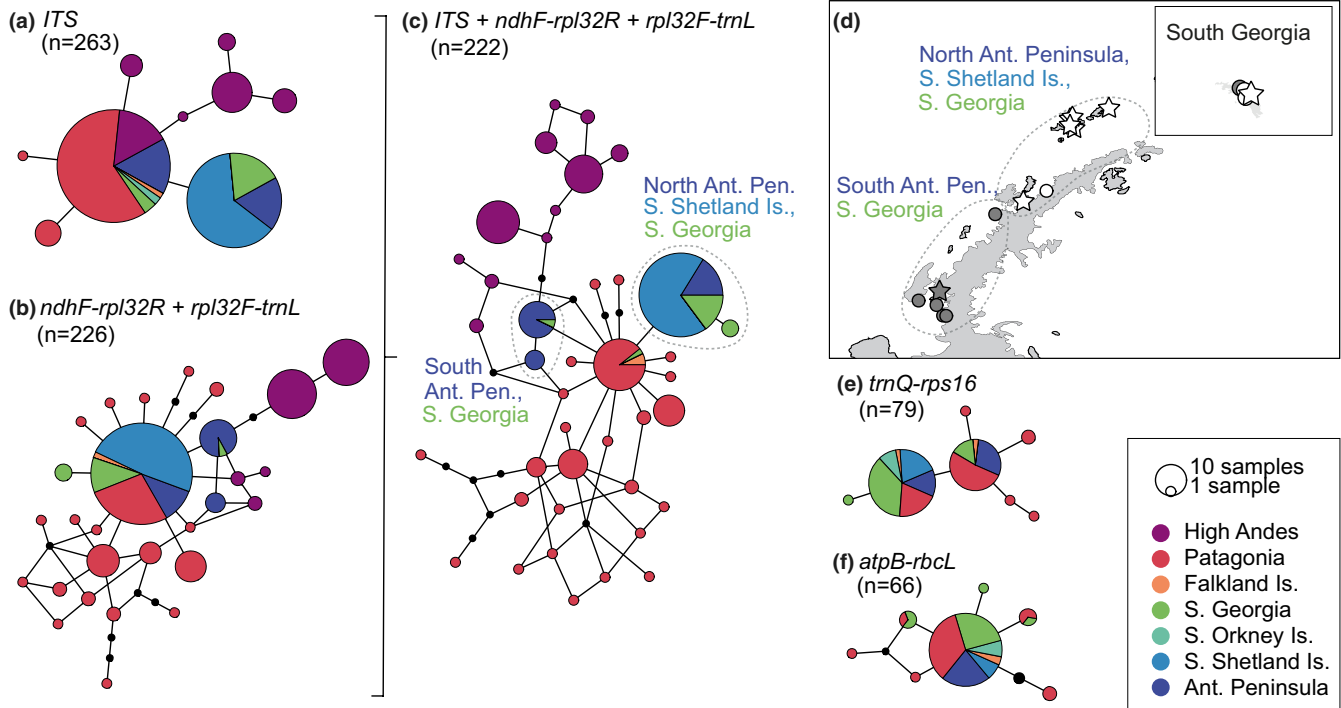 (a) ITS
(n=263)
(b) ndhF-rpl32R + rpl32F-trnL
(n=226)
(c) ITS + ndhF-rpl32R + rpl32F-trnL
(n=222)
North Ant. Pen.
S. Shetland Is.,
S. Georgia
South
Ant. Pen.,
S. Georgia
(d)
North Ant. Peninsula,
S. Shetland Is.,
S. Georgia
South Ant. Pen.,
S. Georgia
South Georgia
(e) trnQ-rps16
(n=79)
(f) atpB-rbcL
(n=66)
10 samples
1 sample
High Andes
Patagonia
Falkland Is.
S. Georgia
S. Orkney Is.
S. Shetland Is.
Ant. Peninsula